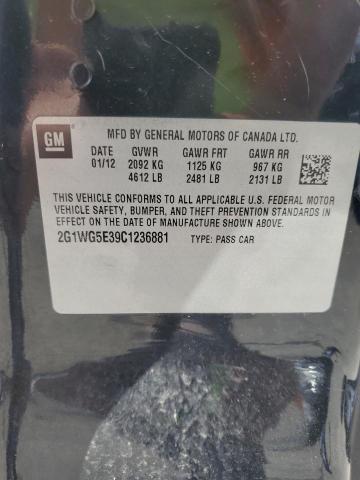 GM
MFD BY GENERAL MOTORS OF CANADA LTD.
DATE GVWR GAWR FRT GAWR RR
01/12 2092 KG 1125 KG 967 KG
4612 LB 2481 LB 2131 LB
THIS VEHICLE CONFORMS TO ALL APPLICABLE U.S. FEDERAL MOTOR
VEHICLE SAFETY, BUMPER, AND THEFT PREVENTION STANDARDS IN
EFFECT ON THE DATE OF MANUFACTURE SHOWN ABOVE.
2G1WG5E39C1236881 TYPE: PASS CAR